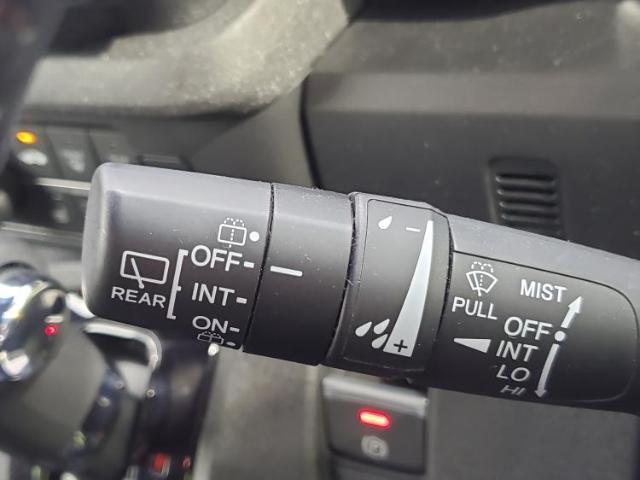 REAR
OFF
INT
ON
- 
+
PULL
MIST
OFF
INT
LO
HI
P